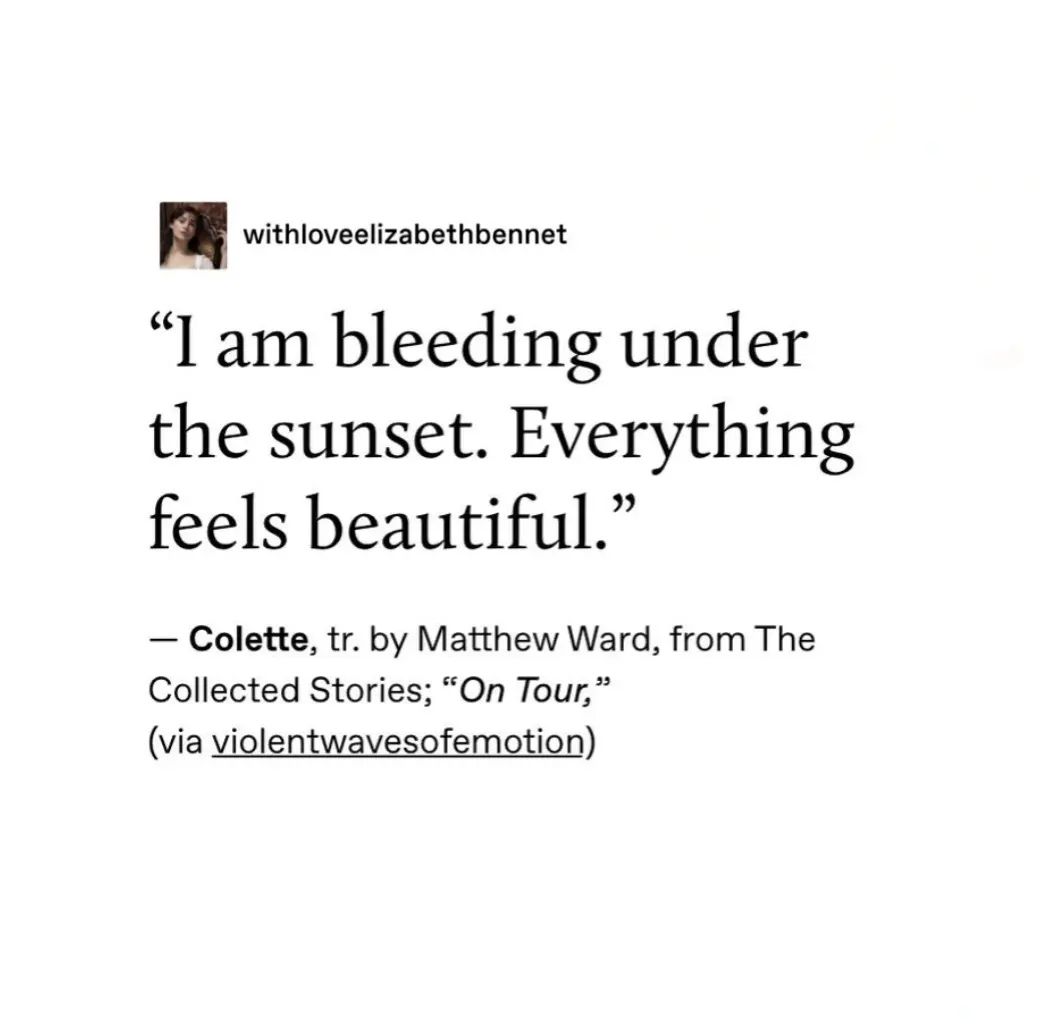 withloveelizabethbennet
“I am bleeding under
the sunset. Everything
feels beautiful.”
— Colette, tr. by Matthew Ward, from The
Collected Stories; “On Tour,”
(via violentwavesofemotion)